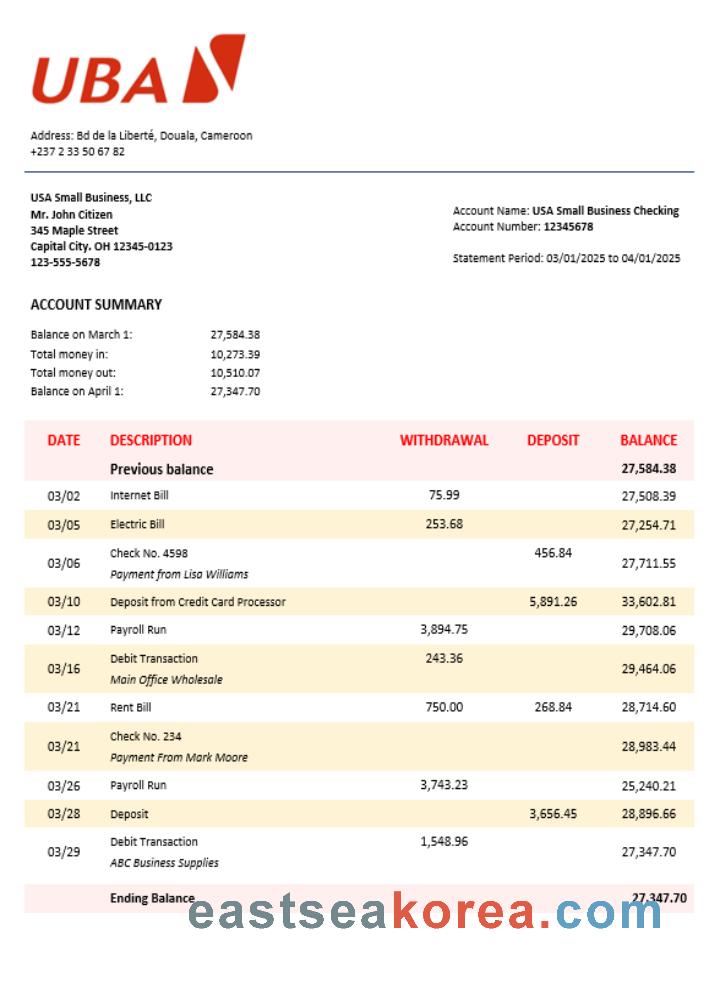 UBA
Address: Bd de la Liberté, Douala, Cameroon
+237 2 33 50 67 82
USA Small Business, LLC
Mr. John Citizen
345 Maple Street
Capital City. OH 12345-0123
123-555-5678
Account Name: USA Small Business Checking
Account Number: 12345678
Statement Period: 03/01/2025 to 04/01/2025
ACCOUNT SUMMARY
Balance on March 1: 27,584.38
Total money in: 10,273.39
Total money out: 10,510.07
Balance on April 1: 27,347.70
DATE DESCRIPTION WITHDRAWAL DEPOSIT BALANCE
Previous balance 27,584.38
03/02 Internet Bill 75.99 27,508.39
03/05 Electric Bill 253.68 27,254.71
03/06 Check No. 4598 456.84 27,711.55
Payment from Lisa Williams
03/10 Deposit from Credit Card Processor 5,891.26 33,602.81
03/12 Payroll Run 3,894.75 29,708.06
03/16 Debit Transaction 243.36 29,464.06
Main Office Wholesale
03/21 Rent Bill 750.00 268.84 28,714.60
03/21 Check No. 234 28,983.44
Payment From Mark Moore
03/26 Payroll Run 3,743.23 25,240.21
03/28 Deposit 3,656.45 28,896.66
03/29 Debit Transaction 1,548.96 27,347.70
ABC Business Supplies
Ending Balance 27,347.70
eastseakorea.com